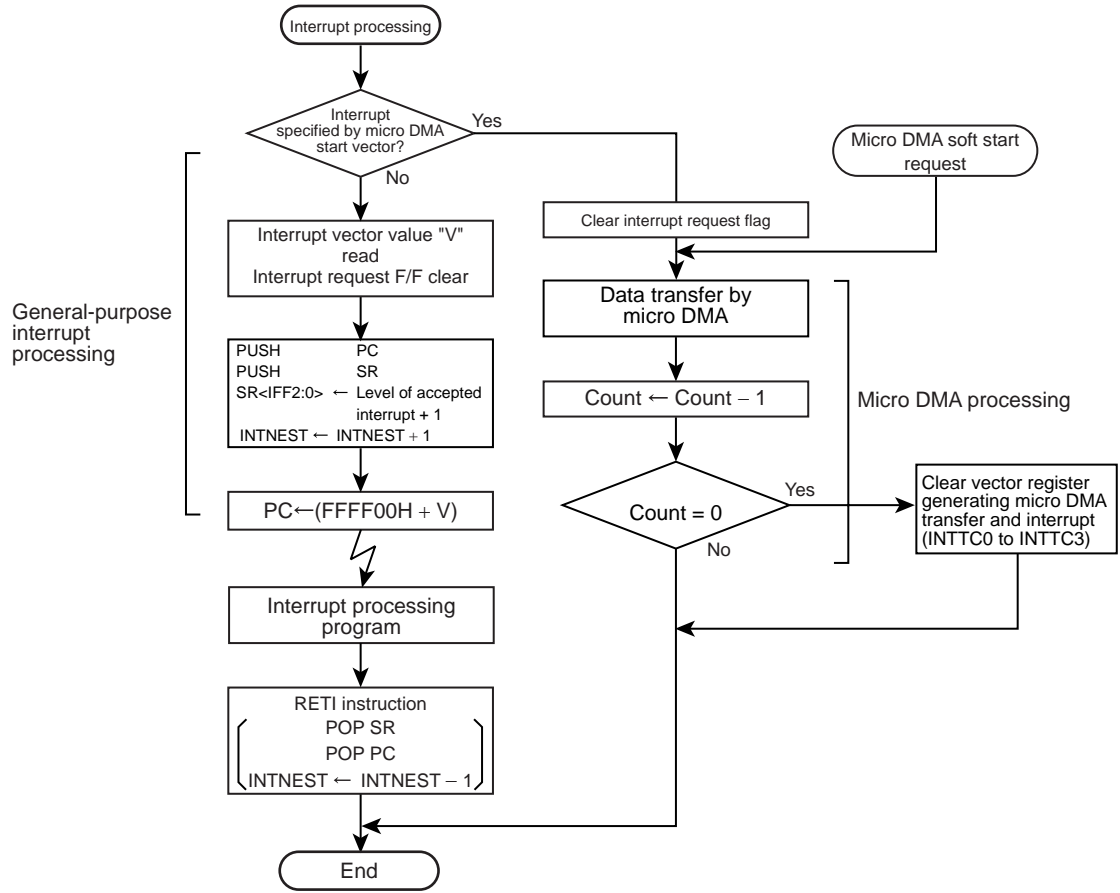 Interrupt processing
Interrupt
specified by micro DMA
start vector?
Yes
No
Micro DMA soft start
request
Clear interrupt request flag
Interrupt vector value "V"
read
Interrupt request F/F clear
General-purpose
interrupt
processing
Data transfer by
micro DMA
PUSH PC
PUSH SR
SR<IFF2:0> ← Level of accepted
interrupt + 1
INTNEST ← INTNEST + 1
Count ← Count − 1
Micro DMA processing
Count = 0
Yes
No
Clear vector register
generating micro DMA
transfer and interrupt
(INTTC0 to INTTC3)
PC←(FFFF00H + V)
Interrupt processing
program
RETI instruction
POP SR
POP PC
INTNEST ← INTNEST − 1
End